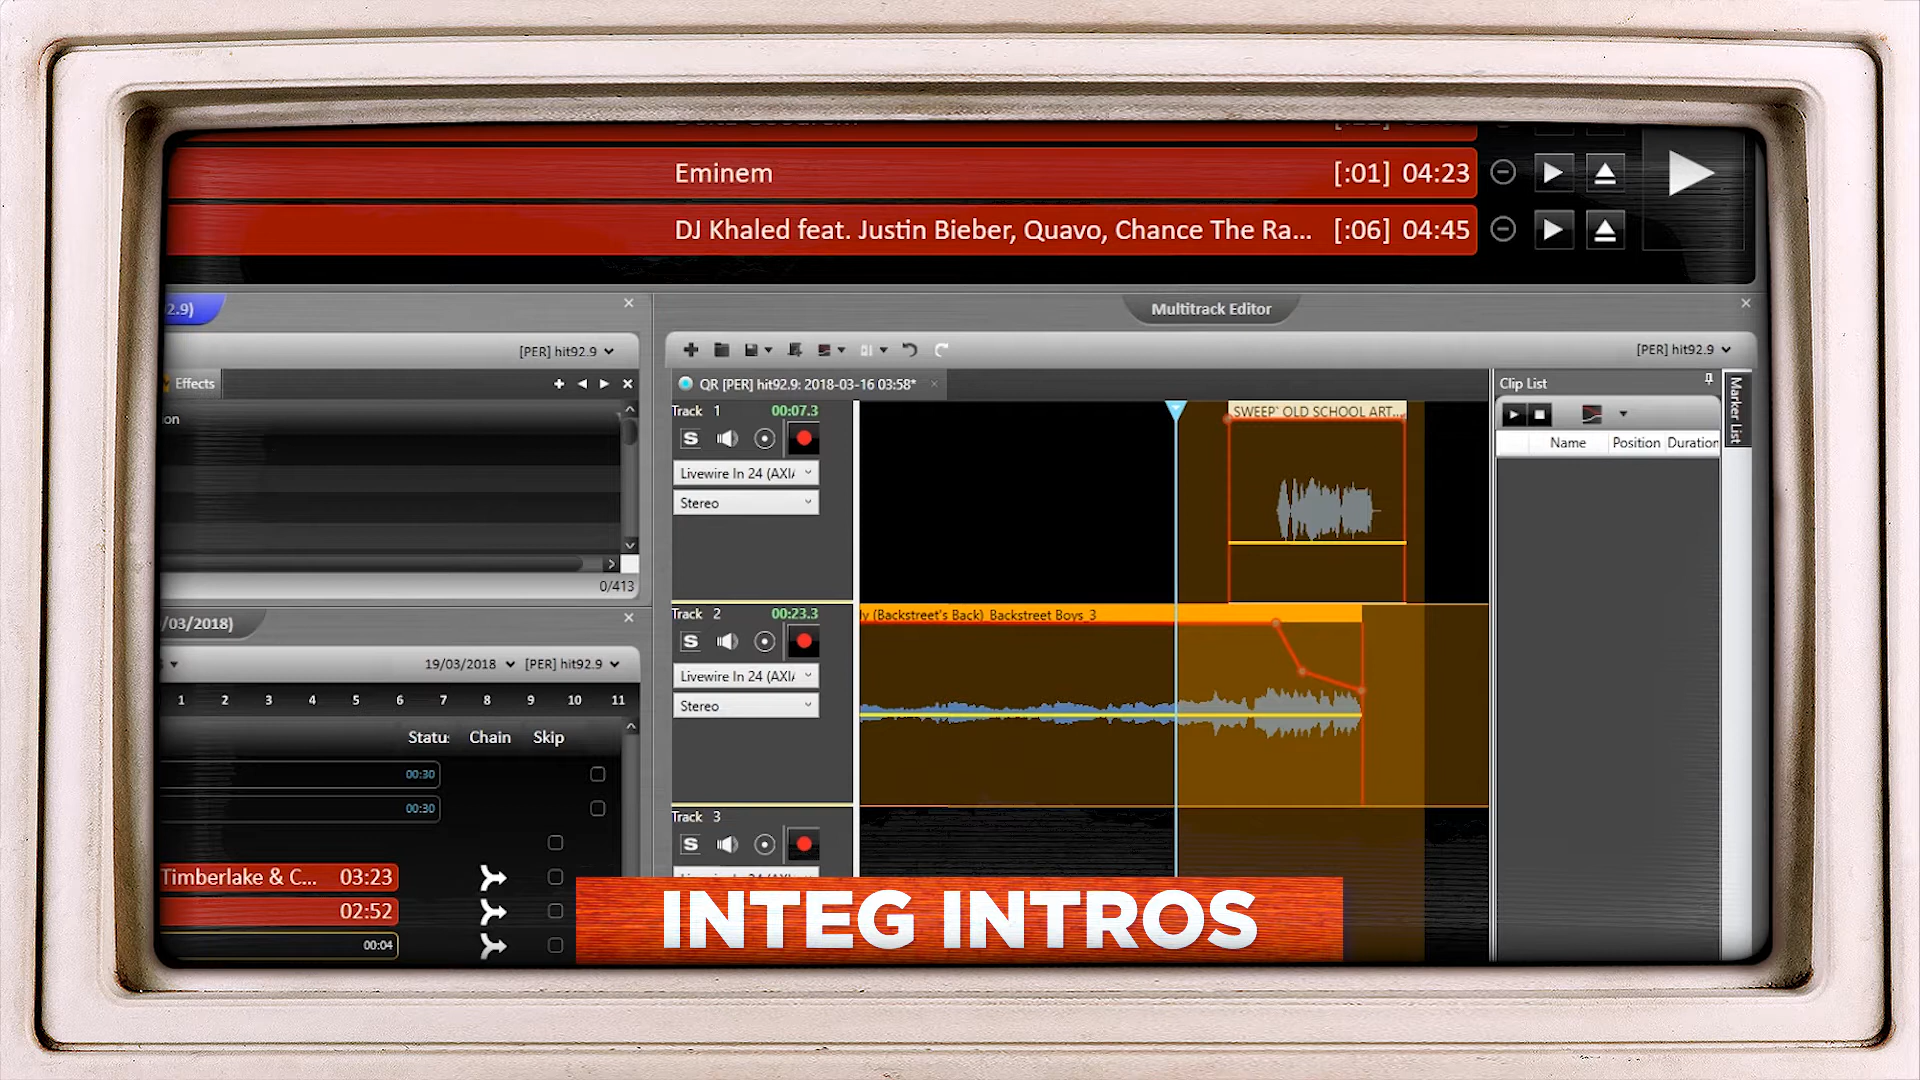 Eminem [:01] 04:23
DJ Khaled feat. Justin Bieber, Quavo, Chance The Ra... [:06] 04:45
2.9)
Multitrack Editor
[PER] hit92.9
[PER] hit92.9
Effects
QR [PER] hit92.9: 2018-03-16 03:58*
Clip List
Marker List
on
Name Position Duration
Track 1 00:07.3
SWEEP` OLD SCHOOL ART...
S
Livewire In 24 (AXI
Stereo
0/413
Track 2 00:23.3
ly (Backstreet's Back)_Backstreet Boys_3
S
Livewire In 24 (AXI
Stereo
/03/2018)
19/03/2018 [PER] hit92.9
1 2 3 4 5 6 7 8 9 10 11
Statu: Chain Skip
00:30
00:30
Track 3
S
Timberlake & C... 03:23
02:52
00:04
INTEG INTROS